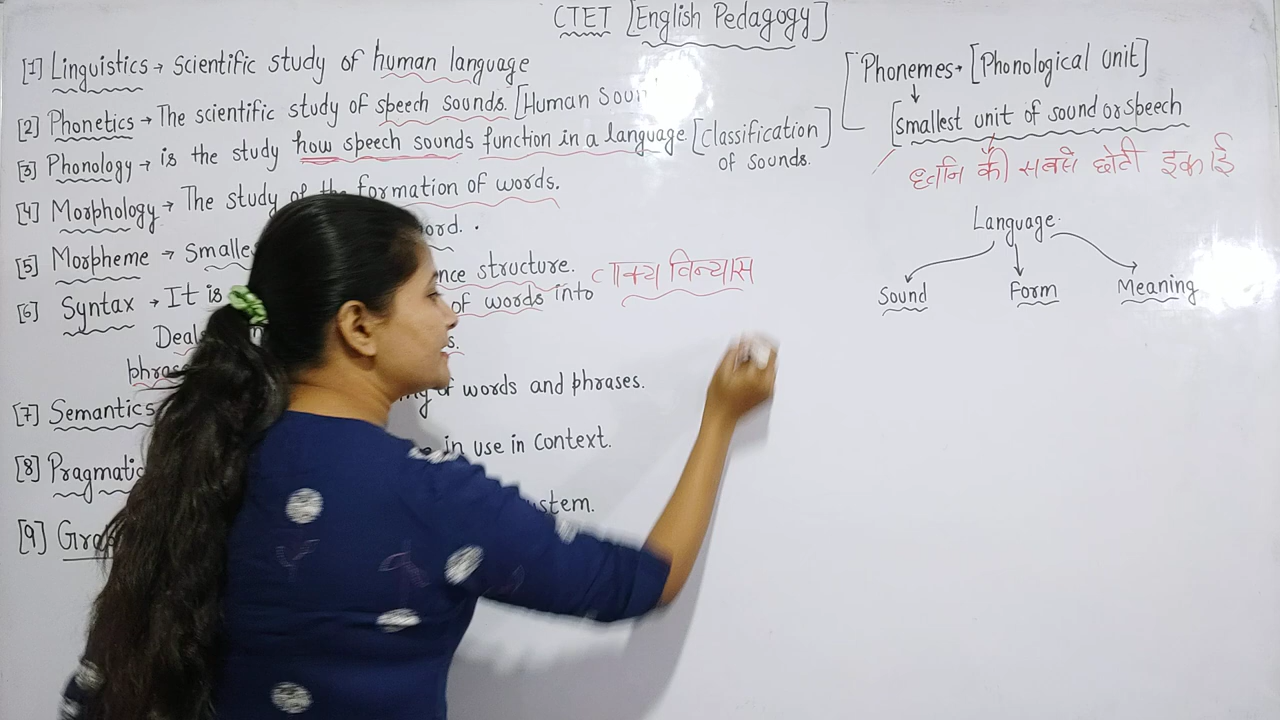 CTET [English Pedagogy]
[1] Linguistics → Scientific study of human language
[2] Phonetics → The scientific study of speech sounds. [Human Soun
[3] Phonology → is the study how speech sounds function in a language [Classification of sounds.
[4] Morphology → The study of the formation of words.
[5] Morpheme → Smalles ord.
[6] Syntax → It is nce structure. वाक्य विन्यास
Deal of words into
phras s.
[7] Semantics of words and phrases.
[8] Pragmatic in use in Context.
[9] Grap ystem.
Phonemes → [Phonological Unit]
[smallest unit of sound or speech
ध्वनि की सबसे छोटी इकाई
Language
Sound Form Meaning